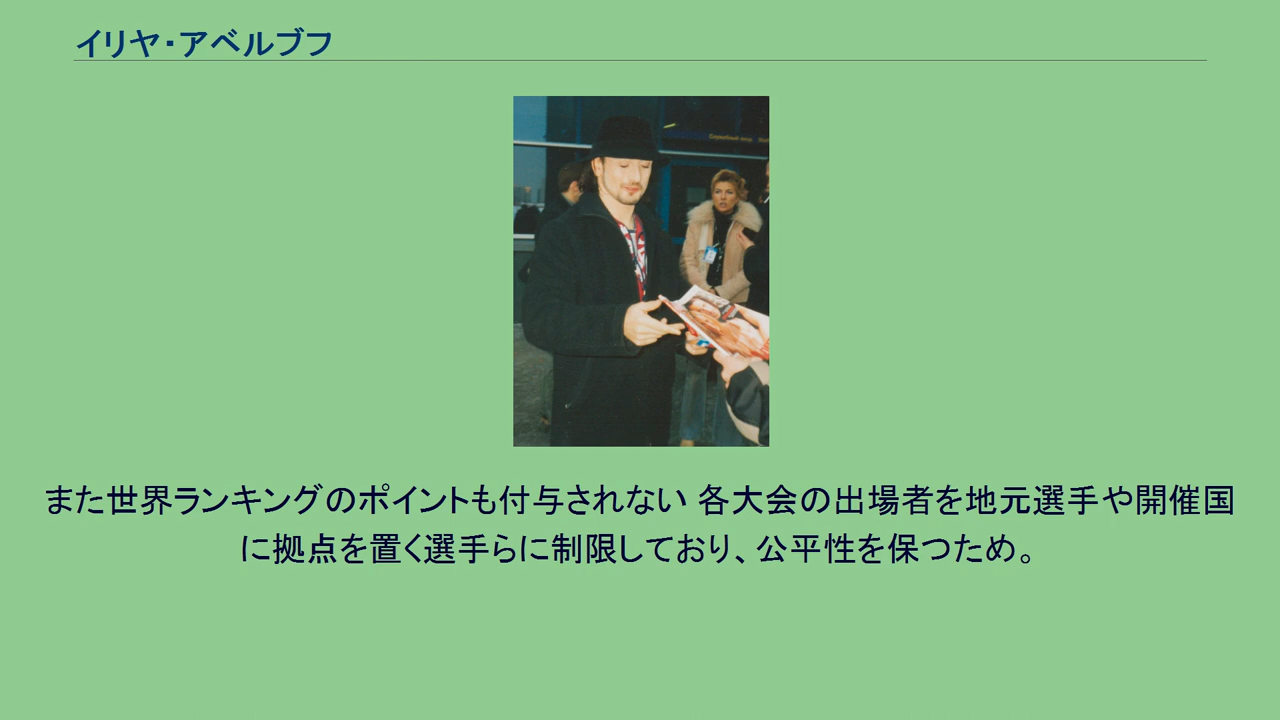 イリヤ・アベルブフ
Служебный вход
また世界ランキングのポイントも付与されない 各大会の出場者を地元選手や開催国
に拠点を置く選手らに制限しており、公平性を保つため。